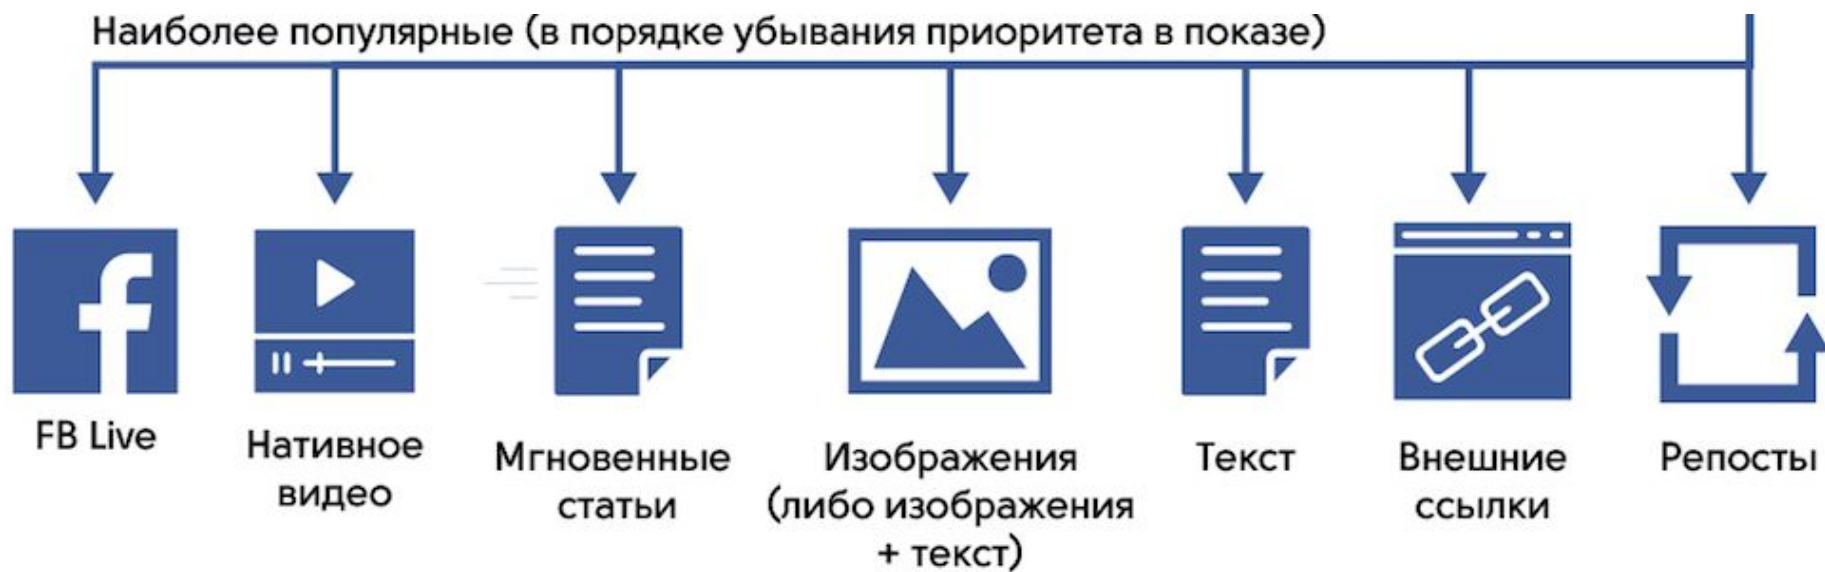 Наиболее популярные (в порядке убывания приоритета в показе)
FB Live
Нативное
видео
Мгновенные
статьи
Изображения
(либо изображения
+ текст)
Текст
Внешние
ссылки
Репосты